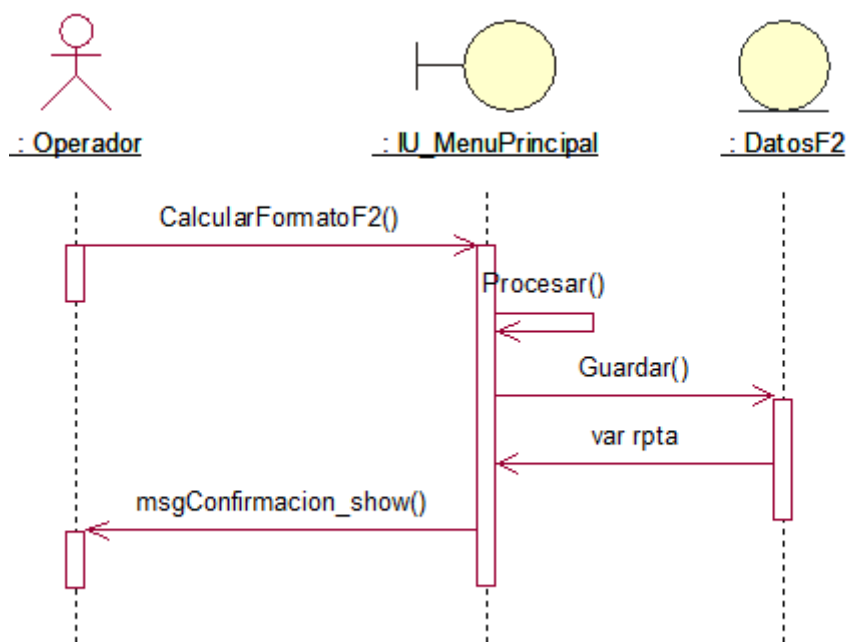 : Operador
: IU_MenuPrincipal
: DatosF2
CalcularFormatoF2()
Procesar()
Guardar()
var rpta
msgConfirmacion_show()